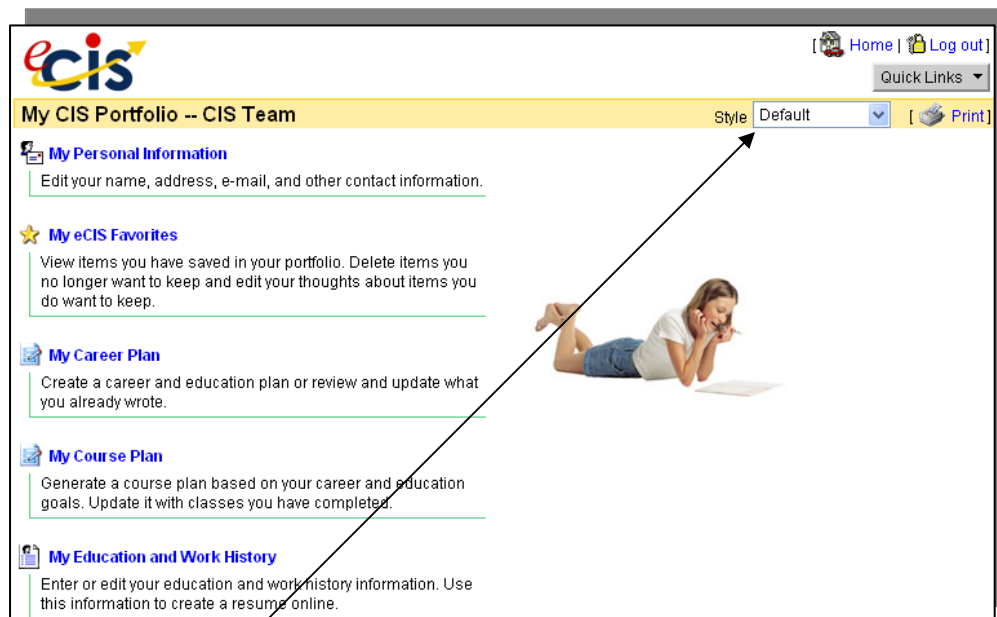 ecis
[ Home | Log out ]
Quick Links
My CIS Portfolio -- CIS Team
Style Default [ Print ]
My Personal Information
Edit your name, address, e-mail, and other contact information.
My eCIS Favorites
View items you have saved in your portfolio. Delete items you
no longer want to keep and edit your thoughts about items you
do want to keep.
My Career Plan
Create a career and education plan or review and update what
you already wrote.
My Course Plan
Generate a course plan based on your career and education
goals. Update it with classes you have completed.
My Education and Work History
Enter or edit your education and work history information. Use
this information to create a resume online.